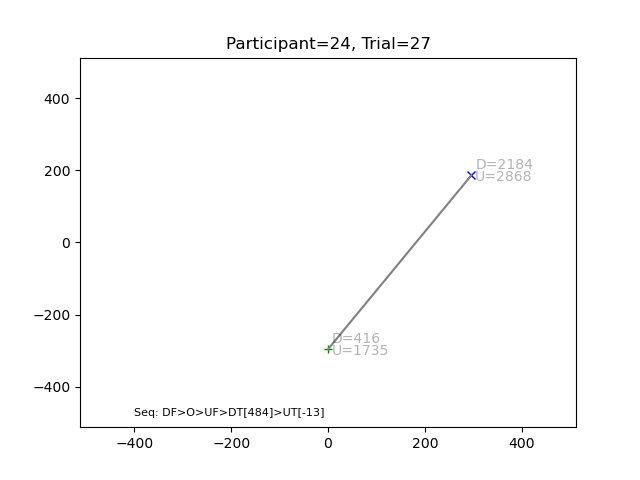 Participant=24, Trial=27
400
200
0
−200
−400
D=2184
U=2868
D=416
U=1735
Seq: DF>O>UF>DT[484]>UT[-13]
−400
−200
0
200
400